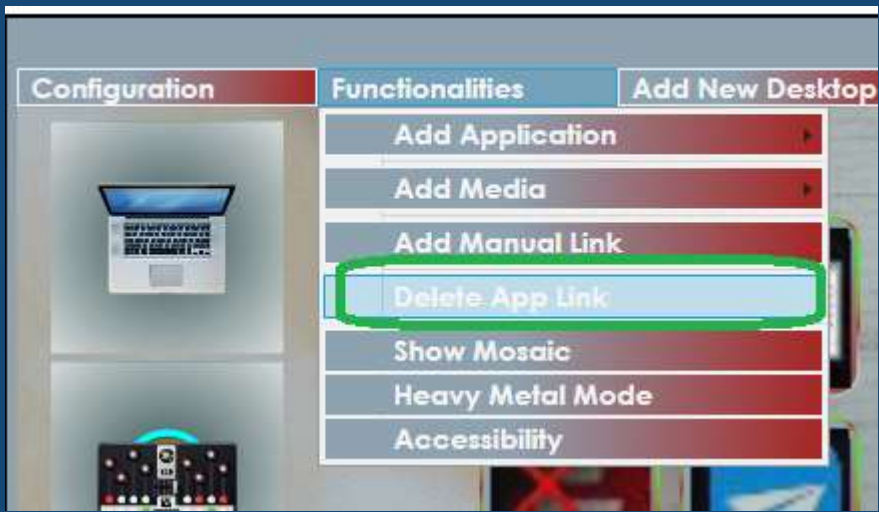 Configuration
Functionalities
Add New Desktop
Add Application
Add Media
Add Manual Link
Delete App Link
Show Mosaic
Heavy Metal Mode
Accessibility